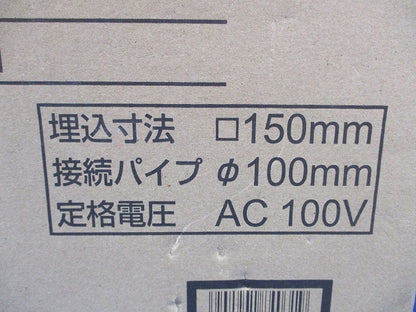 埋込寸法 □150mm
接続パイプ φ100mm
定格電圧 AC 100V